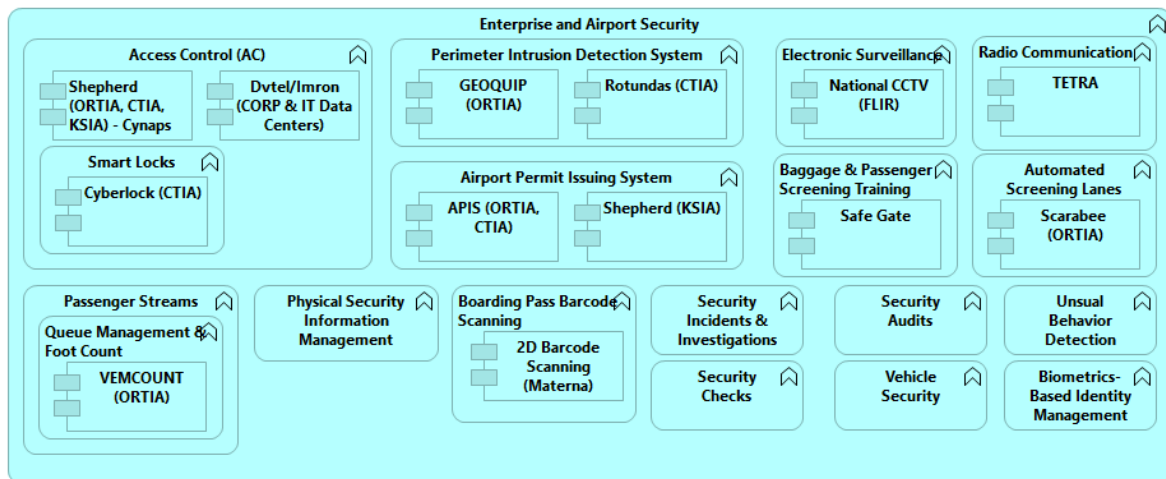 Enterprise and Airport Security
Access Control (AC)
Shepherd
(ORTIA, CTIA,
KSIA) - Cynaps
Dvtel/Imron
(CORP & IT Data
Centers)
Smart Locks
Cyberlock (CTIA)
Perimeter Intrusion Detection System
GEOQUIP
(ORTIA)
Rotundas (CTIA)
Airport Permit Issuing System
APIS (ORTIA,
CTIA)
Shepherd (KSIA)
Electronic Surveillance
National CCTV
(FLIR)
Radio Communication
TETRA
Baggage & Passenger
Screening Training
Safe Gate
Automated
Screening Lanes
Scarabee
(ORTIA)
Passenger Streams
Queue Management &
Foot Count
VEMCOUNT
(ORTIA)
Physical Security
Information
Management
Boarding Pass Barcode
Scanning
2D Barcode
Scanning
(Materna)
Security
Incidents &
Investigations
Security
Audits
Unsual
Behavior
Detection
Security
Checks
Vehicle
Security
Biometrics-
Based Identity
Management